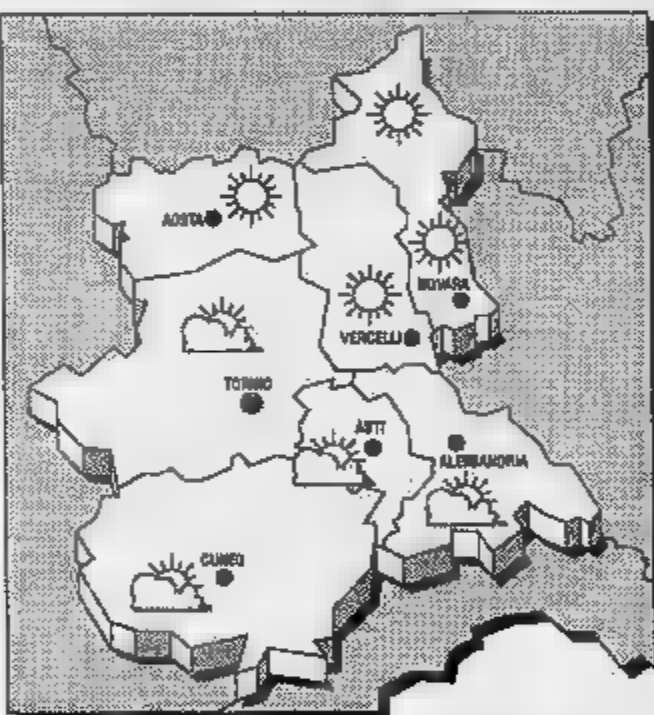 AOSTA
NOVARA
VERCELLI
TORINO
ASTI
ALESSANDRIA
CUNEO